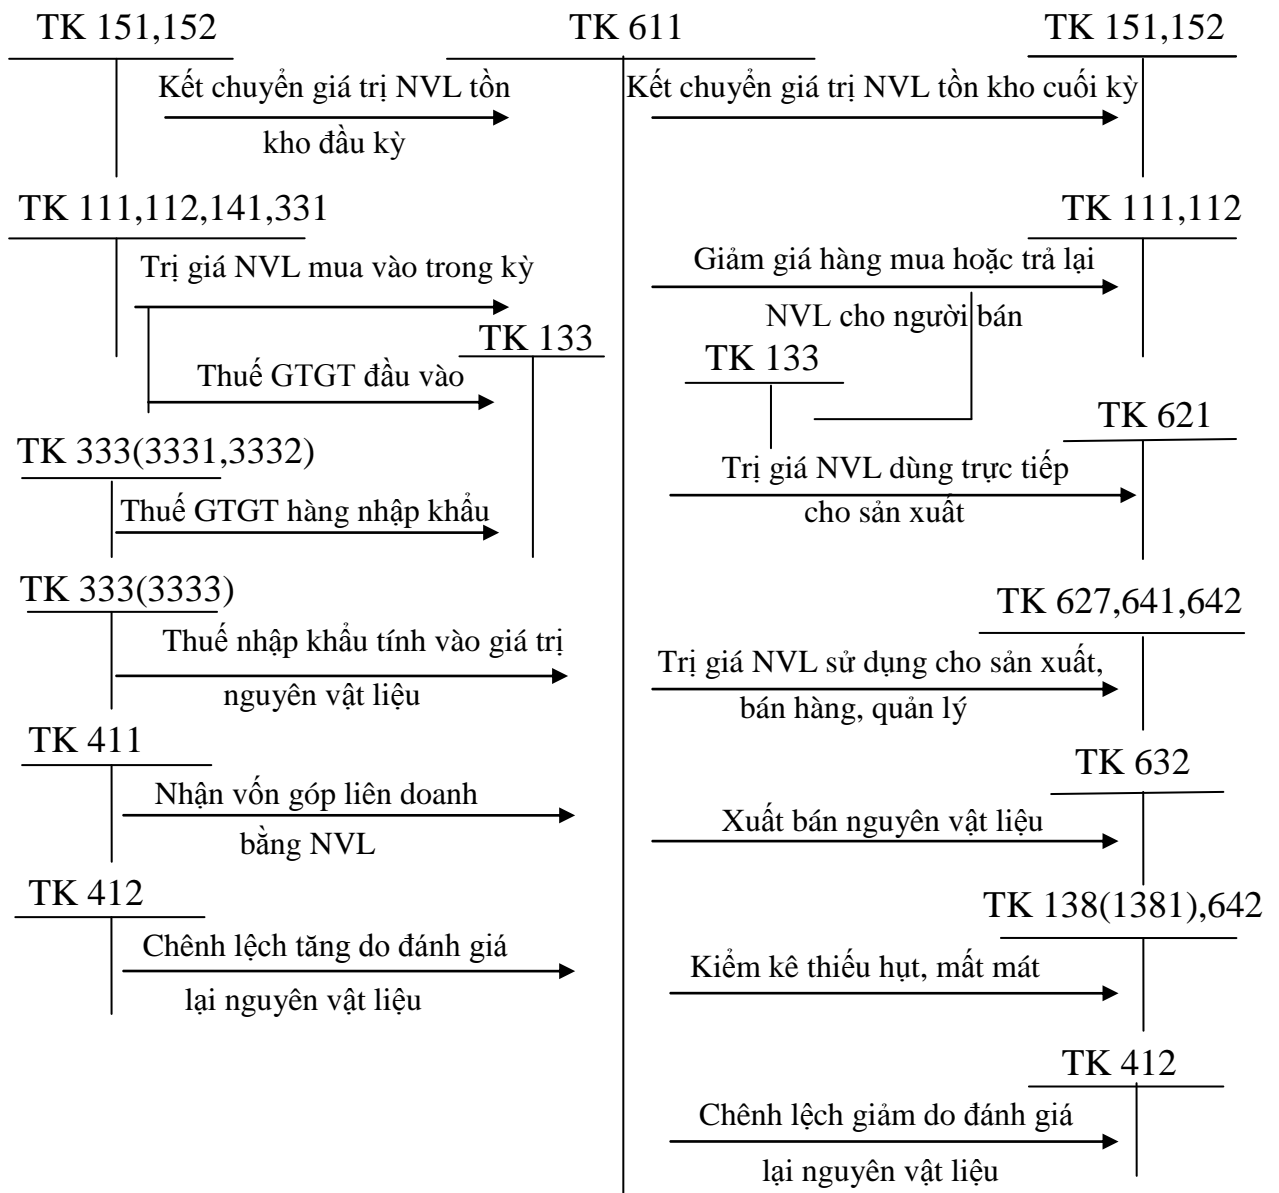 TK 151,152
TK 611
TK 151,152
Kết chuyển giá trị NVL tồn
kho đầu kỳ
Kết chuyển giá trị NVL tồn kho cuối kỳ
TK 111,112,141,331
TK 111,112
Trị giá NVL mua vào trong kỳ
Giảm giá hàng mua hoặc trả lại
NVL cho người bán
TK 133
TK 133
Thuế GTGT đầu vào
TK 621
TK 333(3331,3332)
Trị giá NVL dùng trực tiếp
cho sản xuất
Thuế GTGT hàng nhập khẩu
TK 333(3333)
TK 627,641,642
Thuế nhập khẩu tính vào giá trị
nguyên vật liệu
Trị giá NVL sử dụng cho sản xuất,
bán hàng, quản lý
TK 411
TK 632
Nhận vốn góp liên doanh
bằng NVL
Xuất bán nguyên vật liệu
TK 412
TK 138(1381),642
Chênh lệch tăng do đánh giá
lại nguyên vật liệu
Kiểm kê thiếu hụt, mất mát
TK 412
Chênh lệch giảm do đánh giá
lại nguyên vật liệu